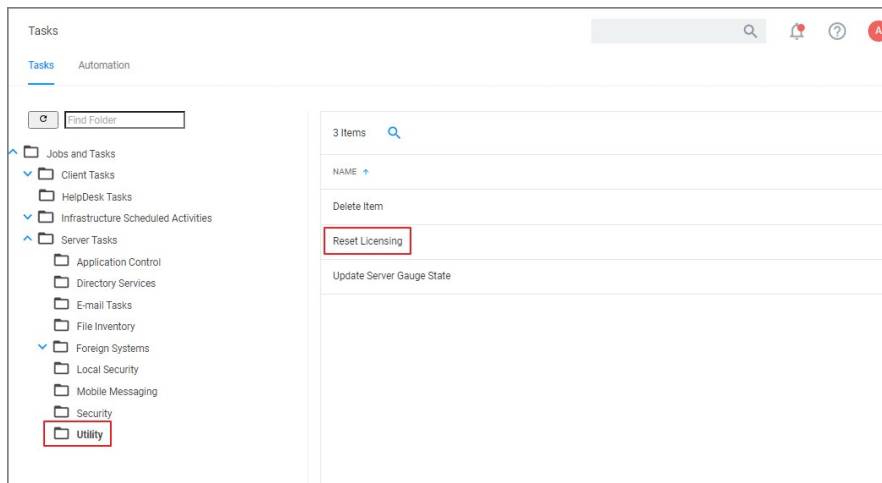 Tasks
A
Tasks Automation
Find Folder
Jobs and Tasks
Client Tasks
HelpDesk Tasks
Infrastructure Scheduled Activities
Server Tasks
Application Control
Directory Services
E-mail Tasks
File Inventory
Foreign Systems
Local Security
Mobile Messaging
Security
Utility
3 Items
NAME
Delete Item
Reset Licensing
Update Server Gauge State